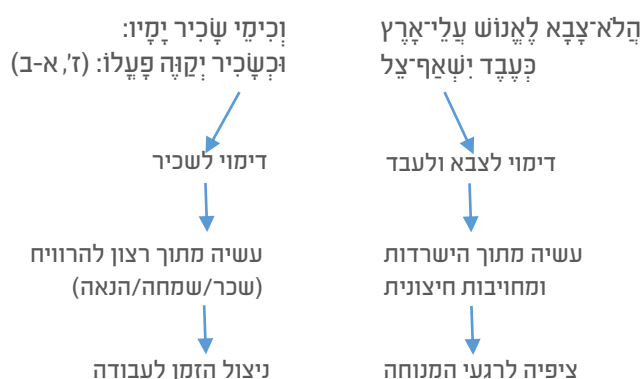 הֲלֹא־צָבָא לֶאֱנוֹשׁ עֲלֵי־אָרֶץ
כְּעֶבֶד יִשְׁאַף־צֵל
וְכִימֵי שָׂכִיר יָמָיו:
וּכְשָׂכִיר יְקַוֶּה פָעֳלוֹ: (ז', א-ב)
דימוי לצבא ולעבד
דימוי לשכיר
עשיה מתוך הישרדות
ומחויבות חיצונית
עשיה מתוך רצון להרוויח
(שכר/שמחה/הנאה)
ציפיה לרגעי המנוחה
ניצול הזמן לעבודה